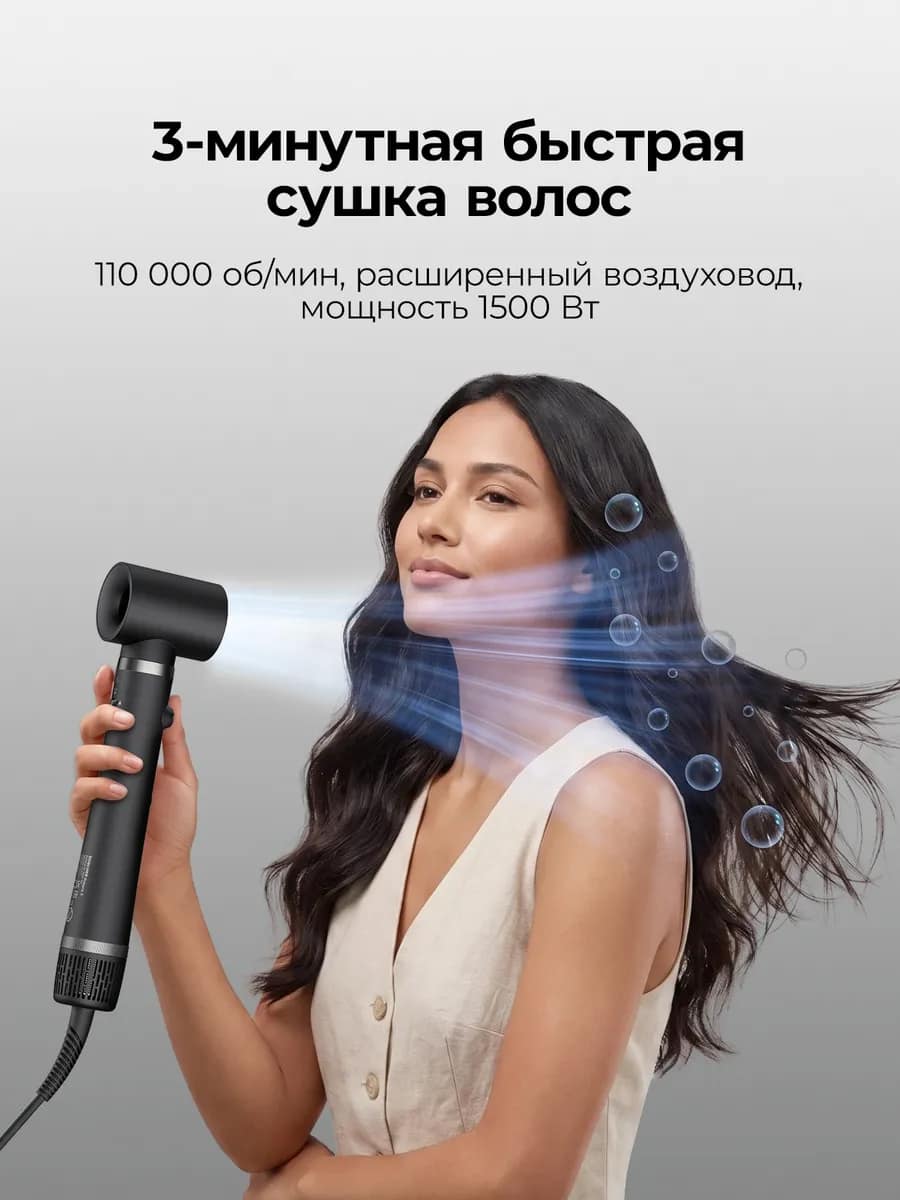 3-минутная быстрая
сушка волос
110 000 об/мин, расширенный воздуховод,
мощность 1500 Вт